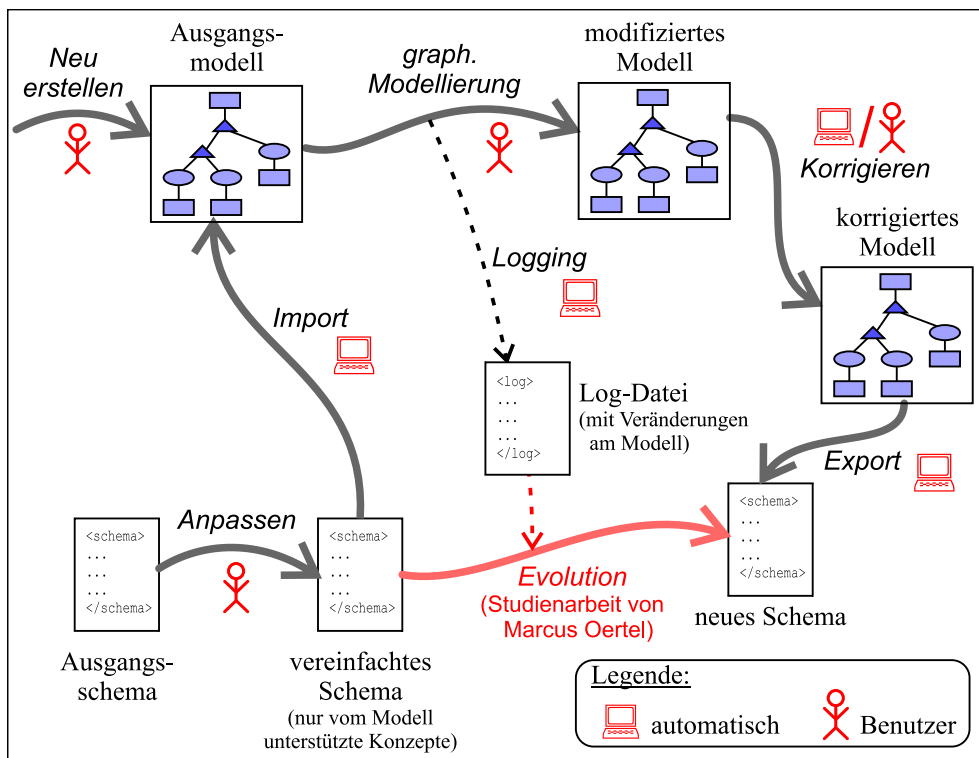 Neu
erstellen
Ausgangs-
modell
graph.
Modellierung
modifiziertes
Modell
/
Korrigieren
korrigiertes
Modell
Logging
Import
<log>
...
...
...
</log>
Log-Datei
(mit Veränderungen
am Modell)
Export
Anpassen
<schema>
...
...
...
</schema>
<schema>
...
...
...
</schema>
<schema>
...
...
...
</schema>
Evolution
(Studienarbeit von
Marcus Oertel)
neues Schema
Ausgangs-
schema
vereinfachtes
Schema
(nur vom Modell
unterstützte Konzepte)
Legende:
automatisch
Benutzer